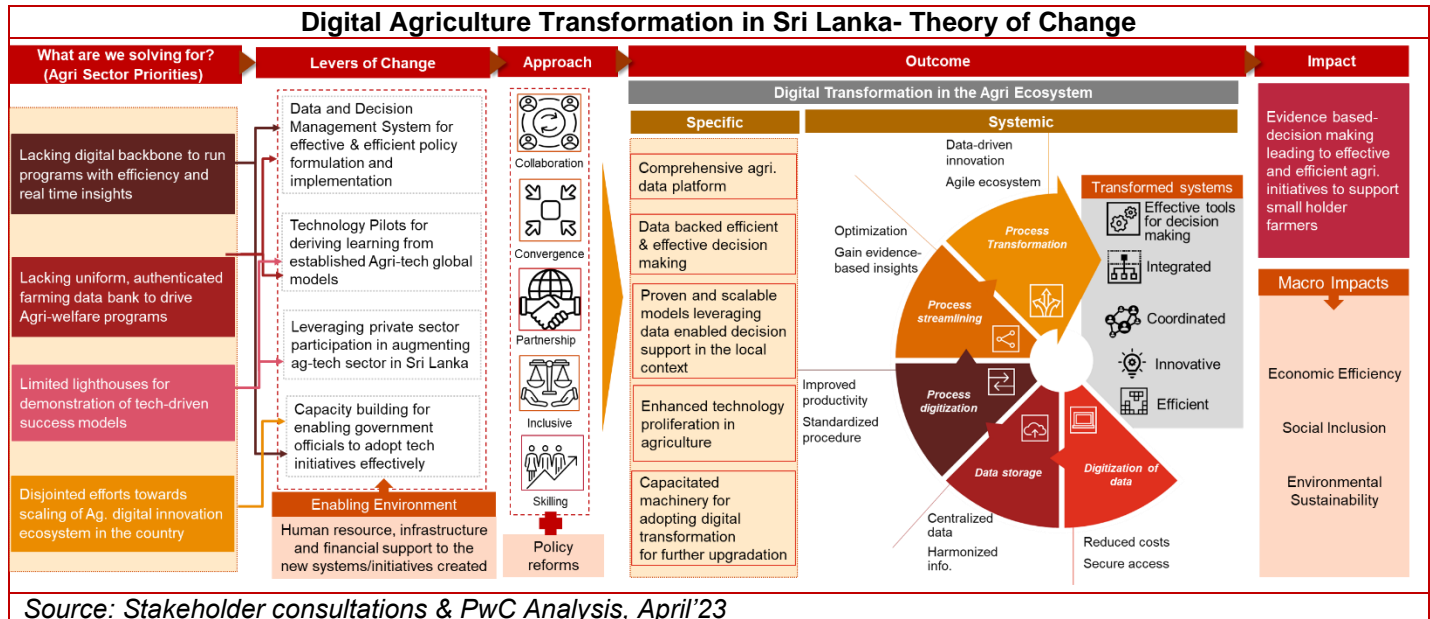 Digital Agriculture Transformation in Sri Lanka- Theory of Change
What are we solving for?
(Agri Sector Priorities)
Levers of Change
Approach
Outcome
Impact
Lacking digital backbone to run
programs with efficiency and
real time insights
Lacking uniform, authenticated
farming data bank to drive
Agri-welfare programs
Limited lighthouses for
demonstration of tech-driven
success models
Disjointed efforts towards
scaling of Ag. digital innovation
ecosystem in the country
Data and Decision
Management System for
effective & efficient policy
formulation and
implementation
Technology Pilots for
deriving learning from
established Agri-tech global
models
Leveraging private sector
participation in augmenting
ag-tech sector in Sri Lanka
Capacity building for
enabling government
officials to adopt tech
initiatives effectively
Enabling Environment
Human resource, infrastructure
and financial support to the
new systems/initiatives created
Collaboration
Convergence
Partnership
Inclusive
Skilling
Policy
reforms
Digital Transformation in the Agri Ecosystem
Specific
Systemic
Comprehensive agri.
data platform
Data backed efficient
& effective decision
making
Proven and scalable
models leveraging
data enabled decision
support in the local
context
Enhanced technology
proliferation in
agriculture
Capacitated
machinery for
adopting digital
transformation
for further upgradation
Data-driven
innovation
Agile ecosystem
Optimization
Gain evidence-
based insights
Improved
productivity
Standardized
procedure
Centralized
data
Harmonized
info.
Reduced costs
Secure access
Process
Transformation
Process
streamlining
Process
digitization
Data storage
Digitization of
data
Transformed systems
Effective tools
for decision
making
Integrated
Coordinated
Innovative
Efficient
Evidence based-
decision making
leading to effective
and efficient agri.
initiatives to support
small holder
farmers
Macro Impacts
Economic Efficiency
Social Inclusion
Environmental
Sustainability
Source: Stakeholder consultations & PwC Analysis, April’23